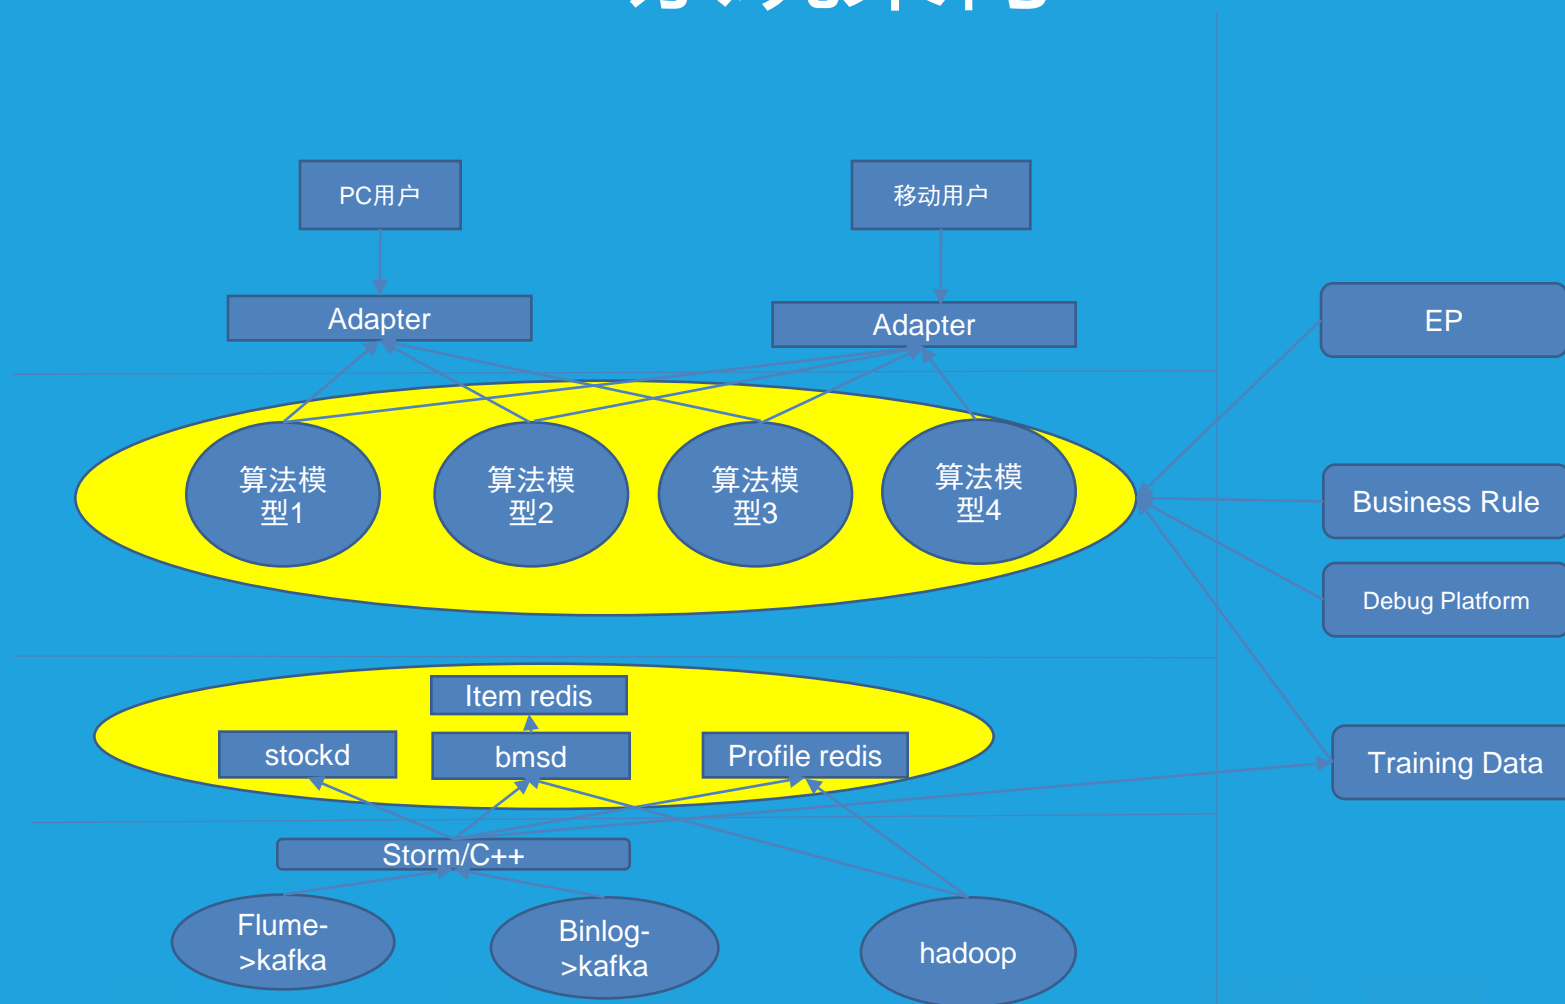 PC用户
移动用户
Adapter
Adapter
EP
算法模
型1
算法模
型2
算法模
型3
算法模
型4
Business Rule
Debug Platform
Item redis
stockd
bmsd
Profile redis
Training Data
Storm/C++
Flume-
>kafka
Binlog-
>kafka
hadoop